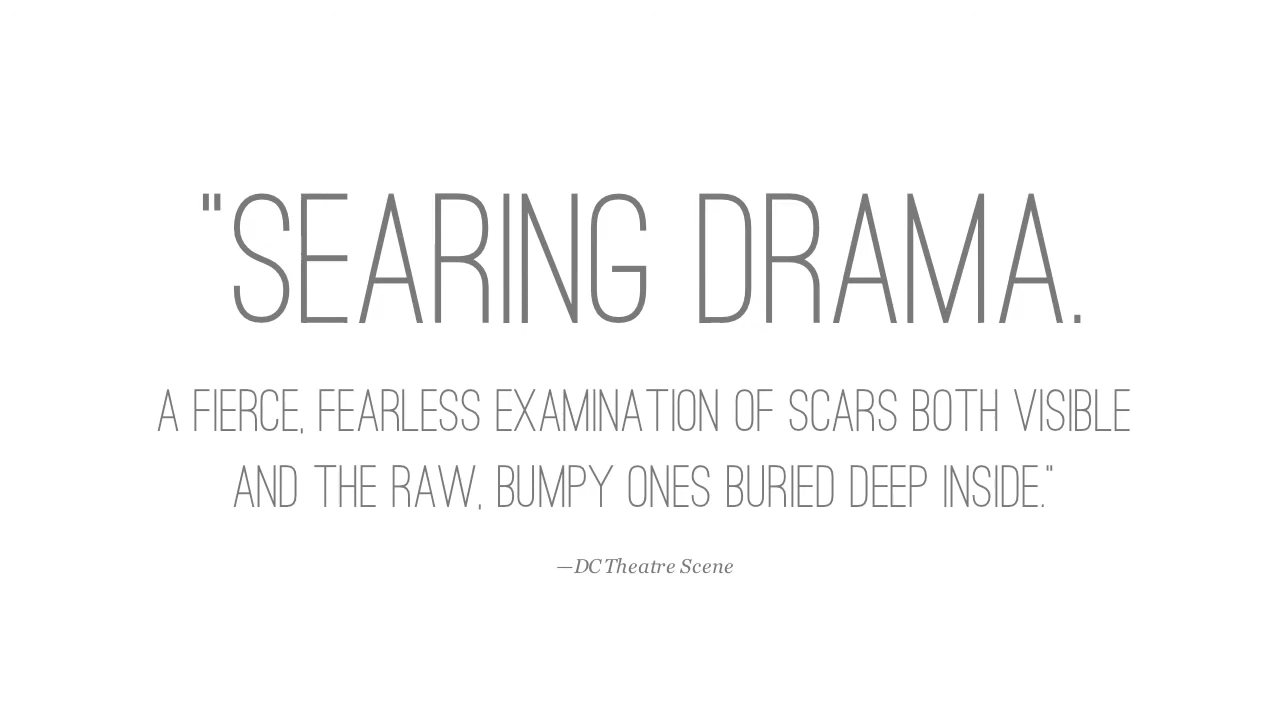 "SEARING DRAMA.
A FIERCE, FEARLESS EXAMINATION OF SCARS BOTH VISIBLE
AND THE RAW, BUMPY ONES BURIED DEEP INSIDE."
—DC Theatre Scene